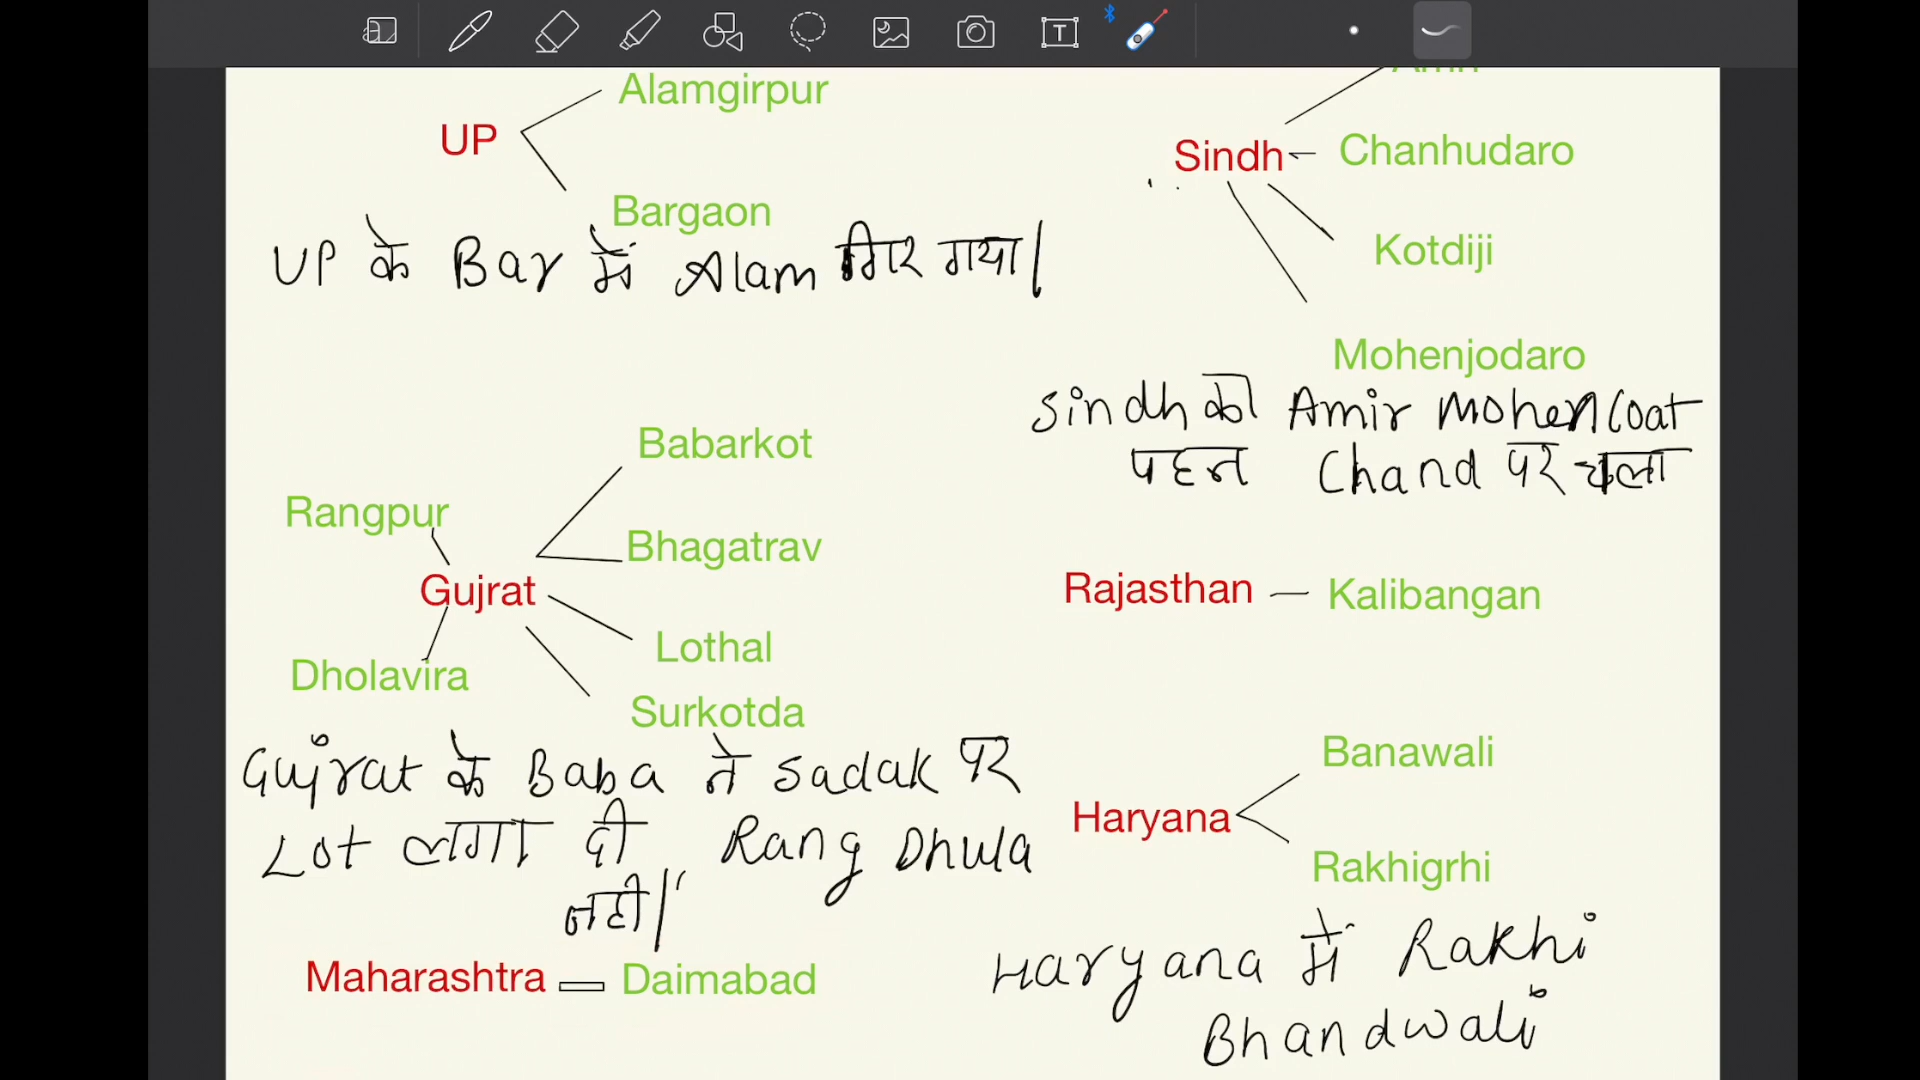 Alamgirpur
UP
Bargaon
UP के Bar में Alam गिर गया|
Sindh
Chanhudaro
Kotdiji
Mohenjodaro
Sindh का Amir Mohen Coat
पहन Chand पर चला
Babarkot
Rangpur
Bhagatrav
Gujrat
Lothal
Dholavira
Surkotda
Gujrat के Baba ने Sadak पर
Lot लगा दी Rang Dhula
नही|
Rajasthan
Kalibangan
Banawali
Haryana
Rakhigrhi
Haryana में Rakhi
Bhandwali
Maharashtra
Daimabad
T